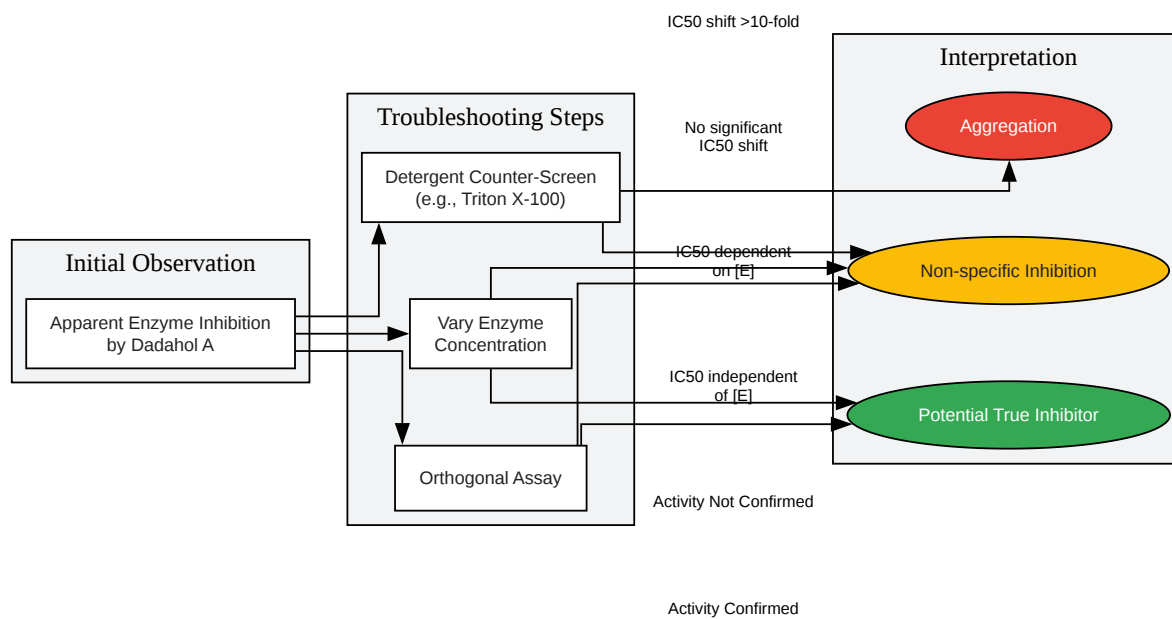 IC50 shift >10-fold
Interpretation
Aggregation
Troubleshooting Steps
No significant
IC50 shift
Detergent Counter-Screen
(e.g., Triton X-100)
Initial Observation
IC50 dependent
on [E]
Non-specific Inhibition
Apparent Enzyme Inhibition
by Dadahol A
Vary Enzyme
Concentration
IC50 independent
of [E]
Potential True Inhibitor
Orthogonal Assay
Activity Not Confirmed
Activity Confirmed